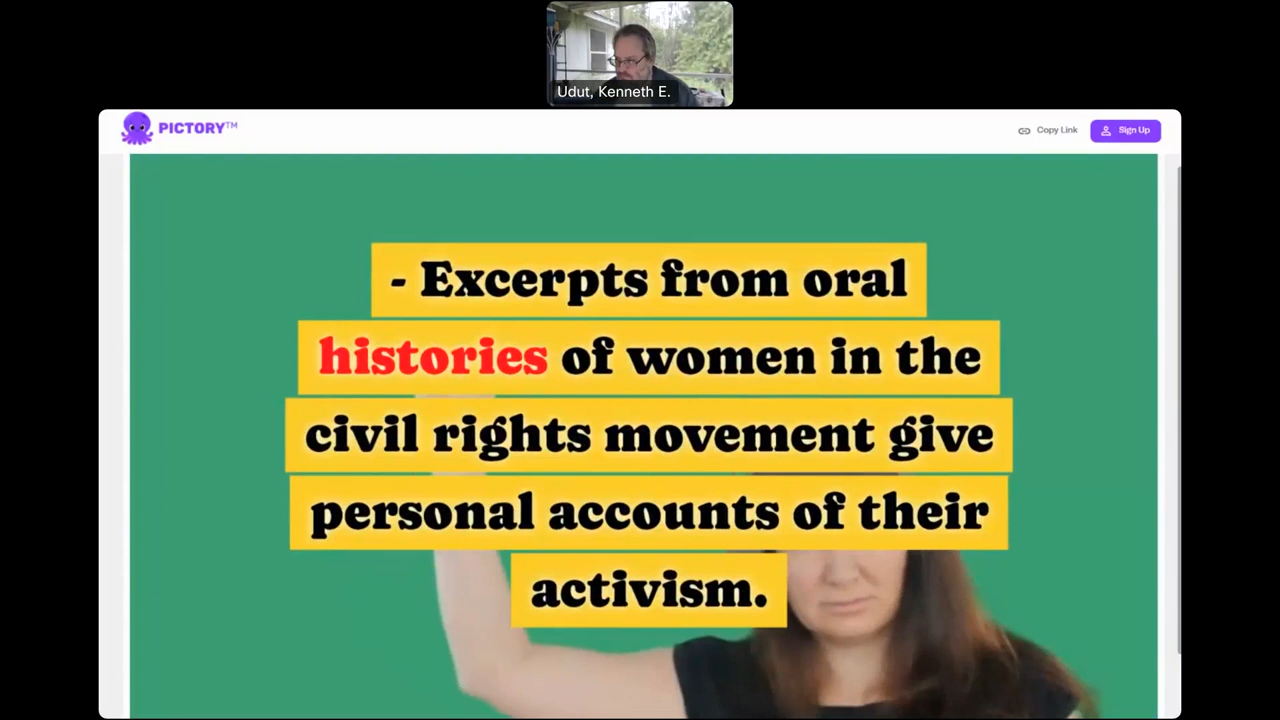 Udut, Kenneth E.
PICTORY™
Copy Link
Sign Up
- Excerpts from oral
histories of women in the
civil rights movement give
personal accounts of their
activism.